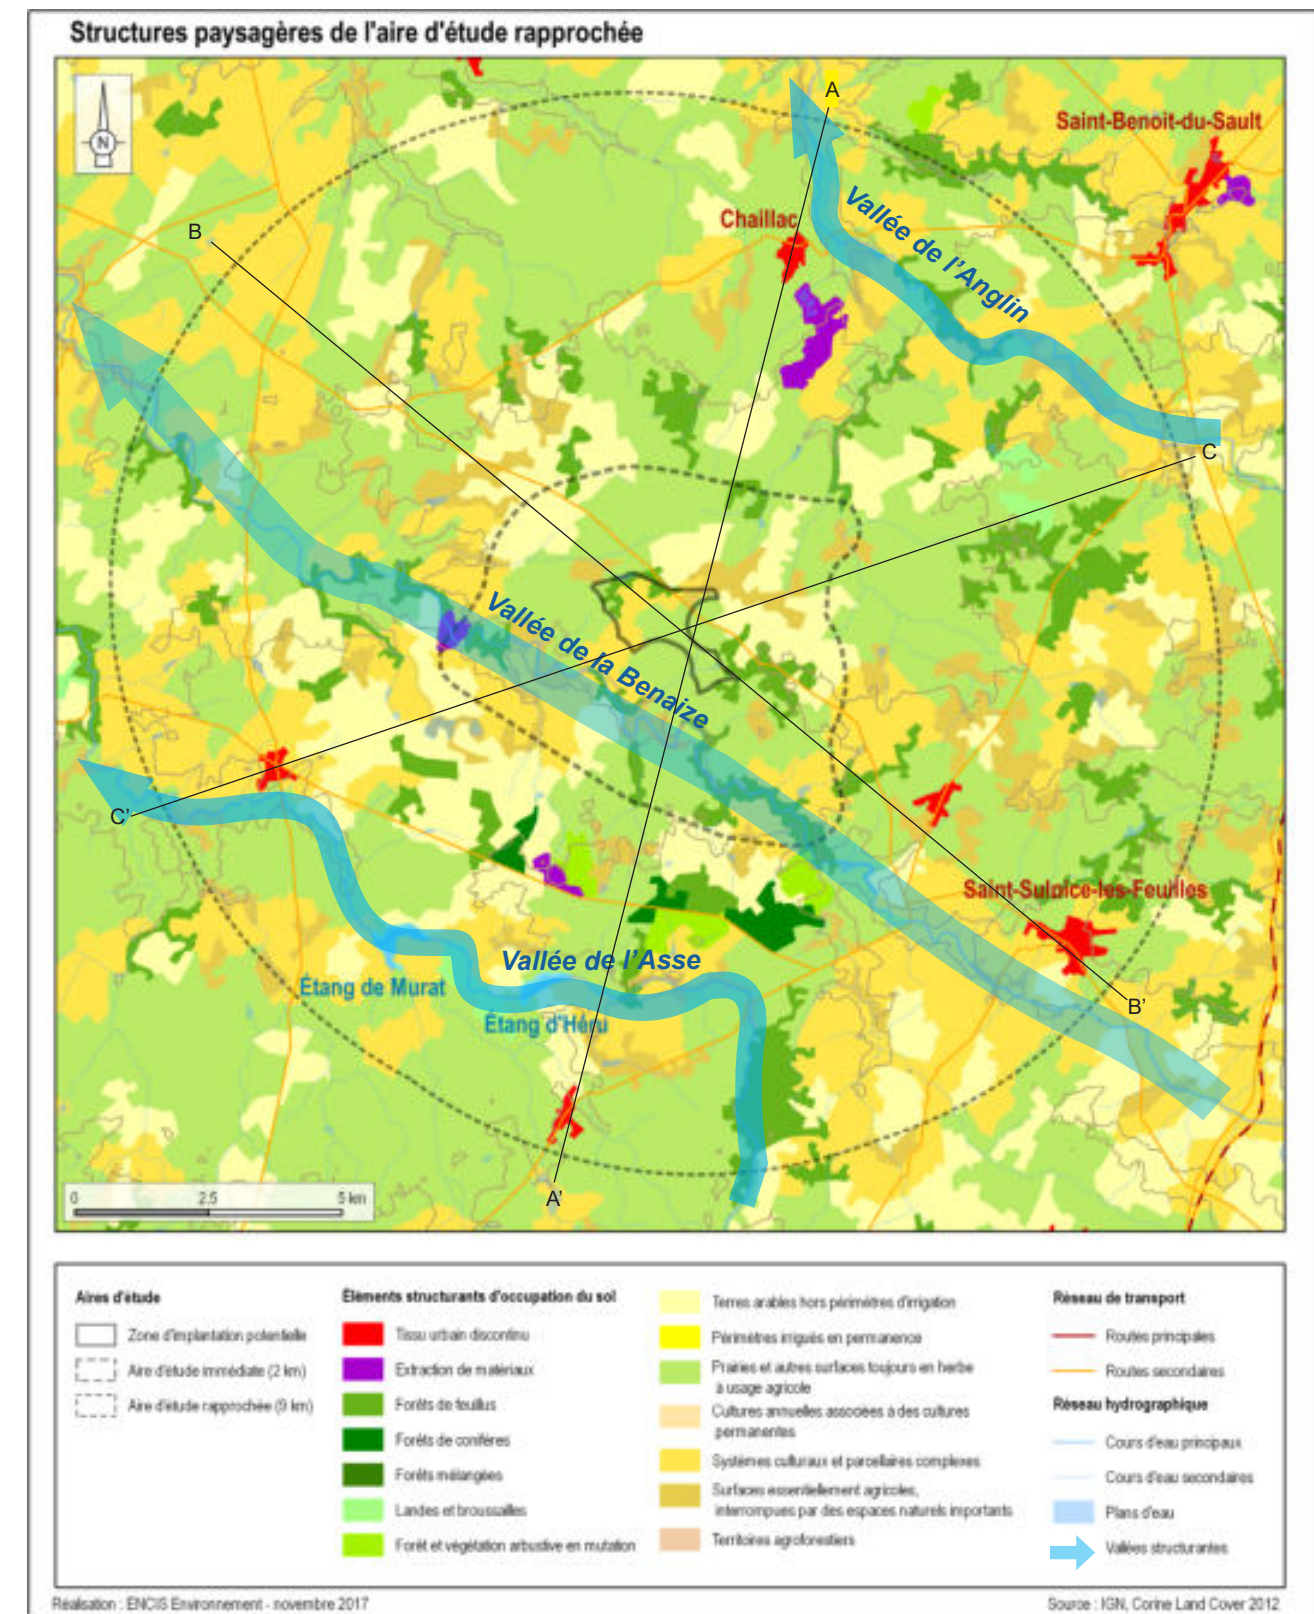 Structures paysagères de l'aire d'étude rapprochée
N
A
Saint-Benoit-du-Sault
Chaillac
Vallée de l'Anglin
B
C
Vallée de la Benaize
C'
Saint-Sulpice-les-Feuilles
Vallée de l'Asse
Étang de Murat
B'
Étang d'Héru
A'
0 2.5 5 km
Aires d'étude
Zone d'implantation potentielle
Aire d'étude immédiate (2 km)
Aire d'étude rapprochée (9 km)
Éléments structurants d'occupation du sol
Tissu urbain discontinu
Extraction de matériaux
Forêts de feuillus
Forêts de conifères
Forêts mélangées
Landes et broussailles
Forêt et végétation arbustive en mutation
Terres arables hors périmètres d'irrigation
Périmètres irrigués en permanence
Prairies et autres surfaces toujours en herbe
à usage agricole
Cultures annuelles associées à des cultures
permanentes
Systèmes culturaux et parcellaires complexes
Surfaces essentiellement agricoles,
interrompues par des espaces naturels importants
Territoires agroforestiers
Réseau de transport
Routes principales
Routes secondaires
Réseau hydrographique
Cours d'eau principaux
Cours d'eau secondaires
Plans d'eau
Vallées structurantes
Réalisation : ENCIS Environnement - novembre 2017
Source : IGN, Corine Land Cover 2012